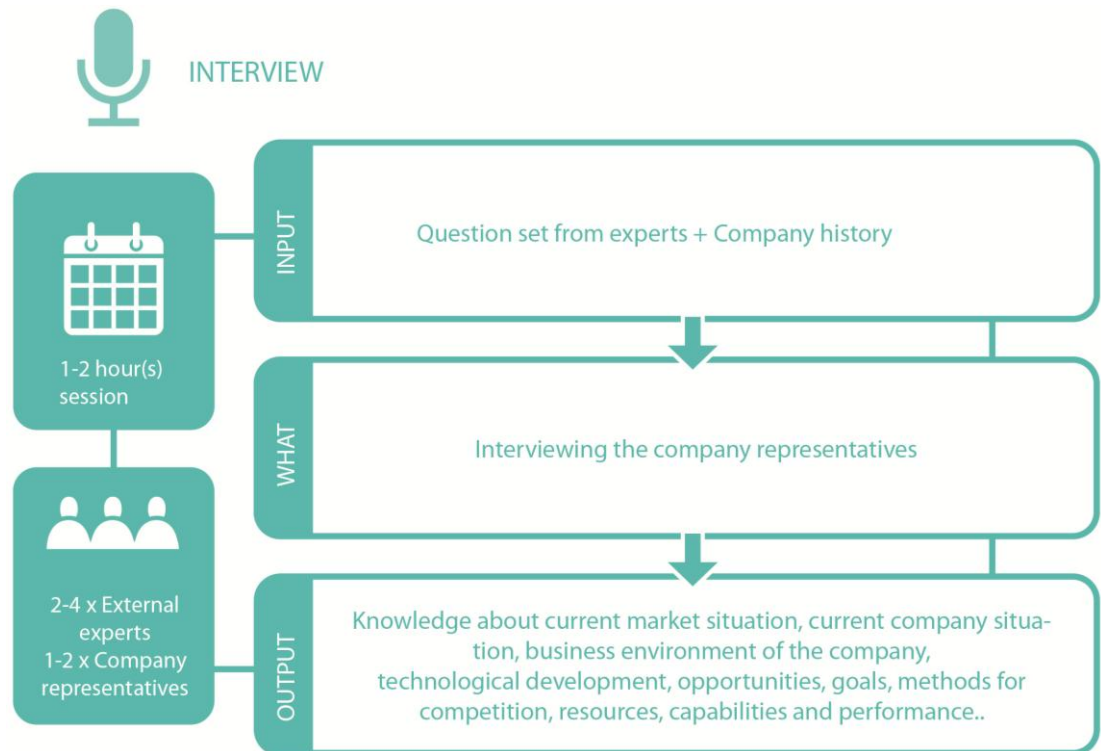 INTERVIEW
INPUT
Question set from experts + Company history
1-2 hour(s)
session
WHAT
Interviewing the company representatives
2-4 x External
experts
1-2 x Company
representatives
OUTPUT
Knowledge about current market situation, current company situa-
tion, business environment of the company,
technological development, opportunities, goals, methods for
competition, resources, capabilities and performance..